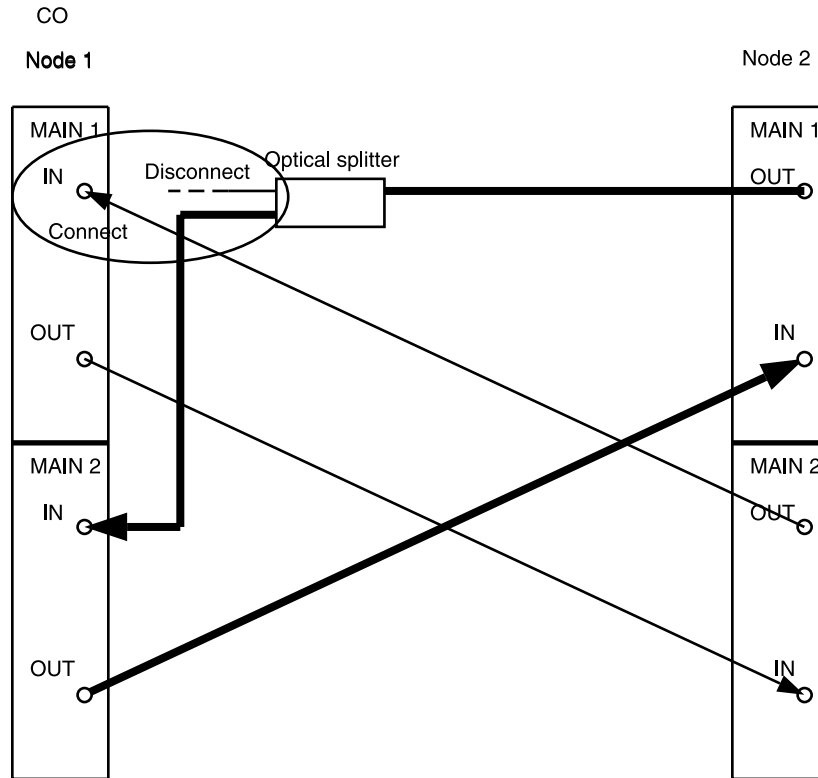 CO
Node 1
Node 2
MAIN 1
MAIN 1
Optical splitter
Disconnect
IN
OUT
Connect
OUT
IN
MAIN 2
MAIN 2
IN
OUT
OUT
IN